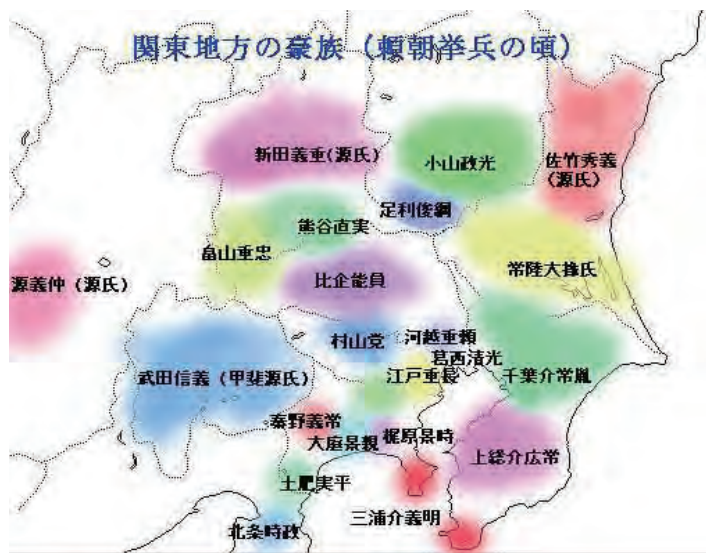 関東地方の豪族（頼朝挙兵の頃）
新田義重(源氏)
小山政光
佐竹秀義
(源氏)
足利俊綱
熊谷直実
畠山重忠
常陸大掾氏
源義仲（源氏）
比企能員
村山党
河越重頼
葛西清光
武田信義（甲斐源氏）
江戸重長
千葉介常胤
秦野義常
大庭景親
梶原景時
上総介広常
土肥実平
三浦介義明
北条時政